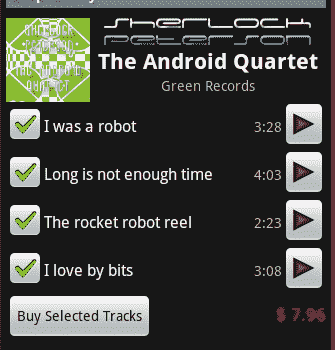 SHERLOCK
PETERSON
The Android Quartet
Green Records
I was a robot 3:28
Long is not enough time 4:03
The rocket robot reel 2:23
I love by bits 3:08
Buy Selected Tracks $ 7.96